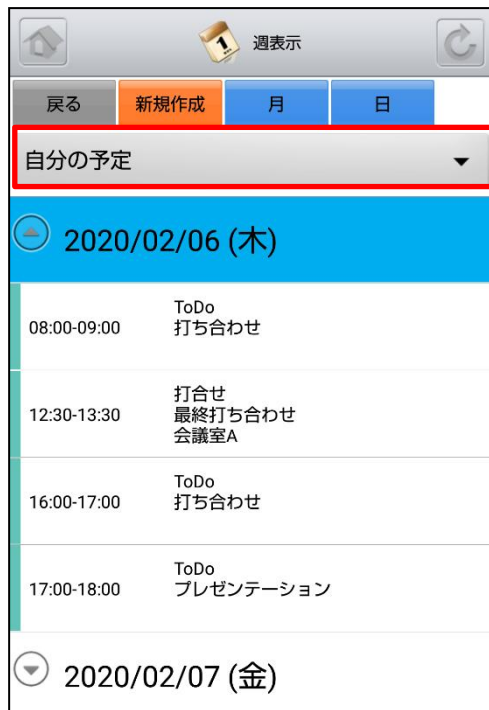 1
週表示
戻る 新規作成 月 日
自分の予定
2020/02/06 (木)
ToDo
08:00-09:00 打ち合わせ
打合せ
12:30-13:30 最終打ち合わせ
会議室A
ToDo
16:00-17:00 打ち合わせ
ToDo
17:00-18:00 プレゼンテーション
2020/02/07 (金)